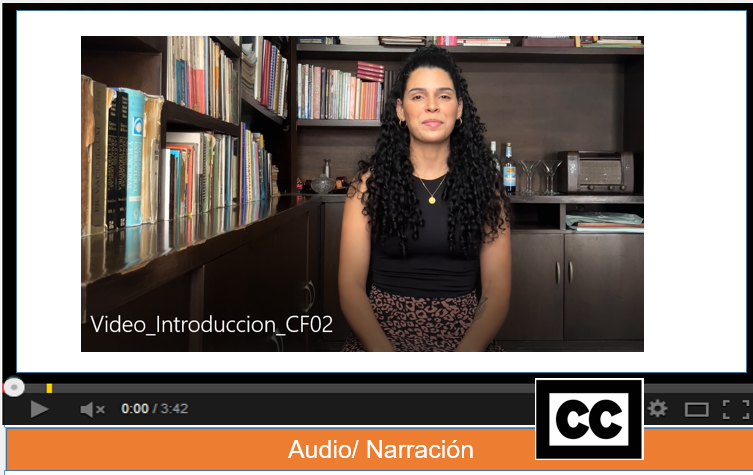 Video_Introduccion_CF02
0:00 / 3:42
CC
Audio/ Narración